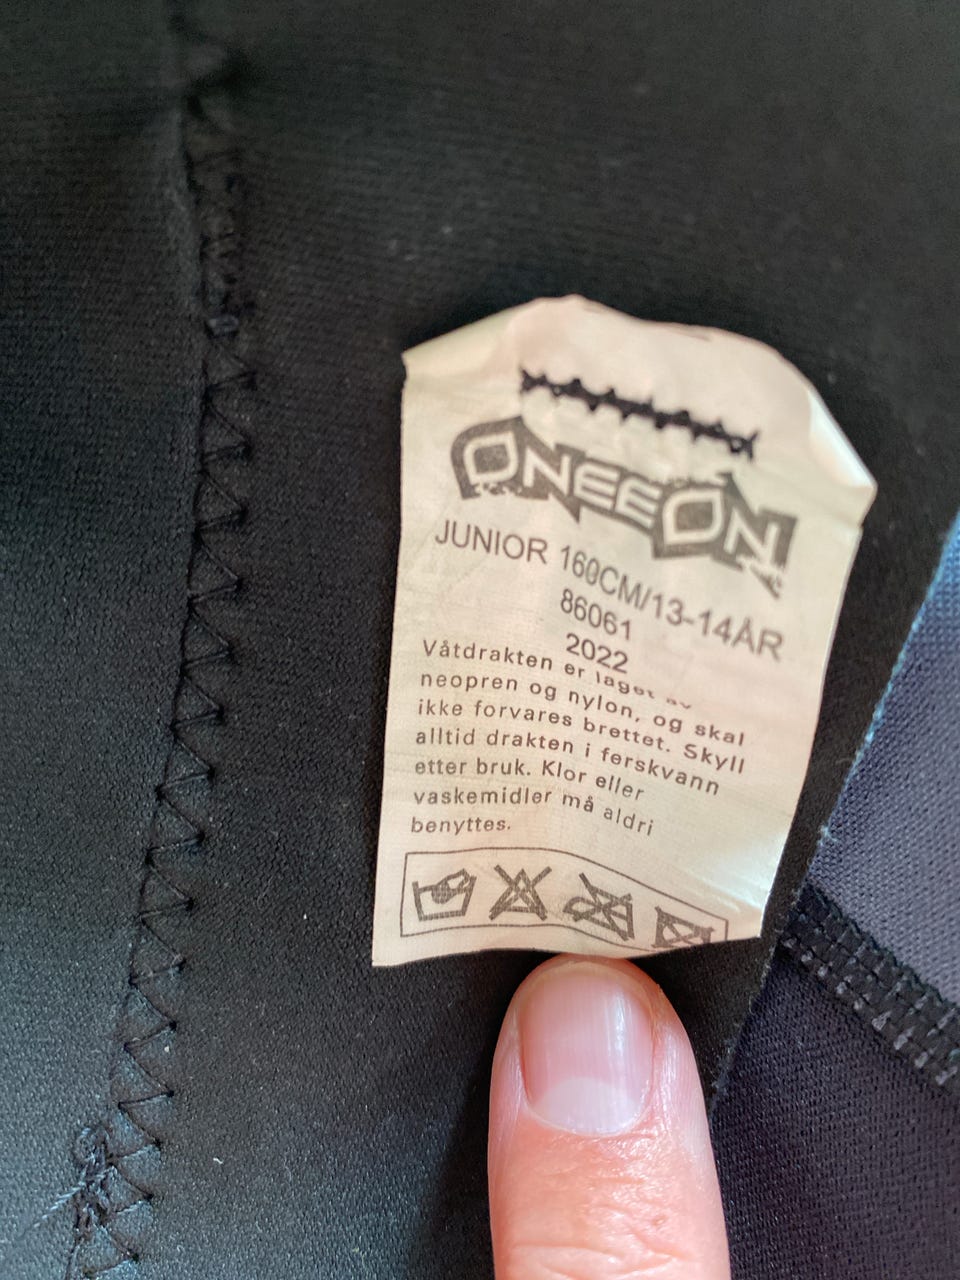 ONEEON
JUNIOR 160CM/13-14ÅR
86061
2022
Våtdrakten er laget av
neopren og nylon, og skal
ikke forvares brettet. Skyll
alltid drakten i ferskvann
etter bruk. Klor eller
vaskemidler må aldri
benyttes.